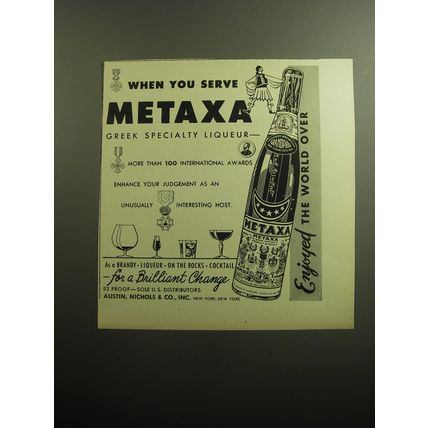 WHEN YOU SERVE
METAXA
GREEK SPECIALTY LIQUEUR—
MORE THAN 100 INTERNATIONAL AWARDS
ENHANCE YOUR JUDGEMENT AS AN
UNUSUALLY INTERESTING HOST.
As a BRANDY · LIQUEUR · ON THE ROCKS · COCKTAIL
—for a Brilliant Change
92 PROOF—SOLE U.S. DISTRIBUTORS
AUSTIN, NICHOLS & CO., INC. NEW YORK, NEW YORK
METAXA
METAXA
Enjoyed THE WORLD OVER